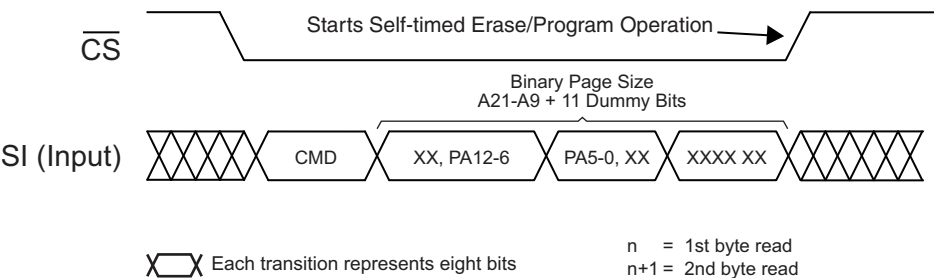 Starts Self-timed Erase/Program Operation
CS
Binary Page Size
A21-A9 + 11 Dummy Bits
SI (Input)
CMD
XX, PA12-6
PA5-0, XX
XXXX XX
Each transition represents eight bits
n = 1st byte read
n+1 = 2nd byte read